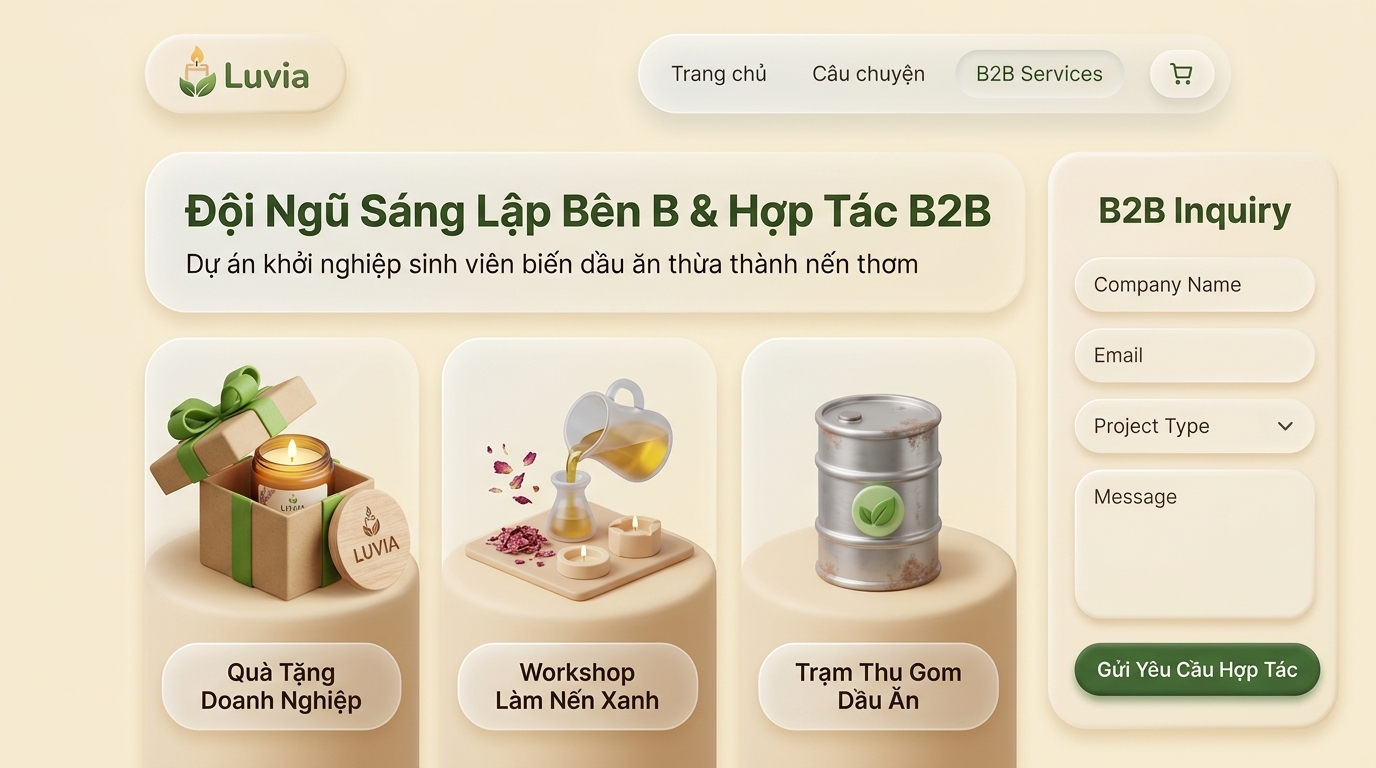 Luvia
Trang chủ
Câu chuyện
B2B Services
Đội Ngũ Sáng Lập Bên B & Hợp Tác B2B
Dự án khởi nghiệp sinh viên biến dầu ăn thừa thành nến thơm
LUVIA
Quà Tặng
Doanh Nghiệp
Workshop
Làm Nến Xanh
Trạm Thu Gom
Dầu Ăn
B2B Inquiry
Company Name
Email
Project Type
Message
Gửi Yêu Cầu Hợp Tác